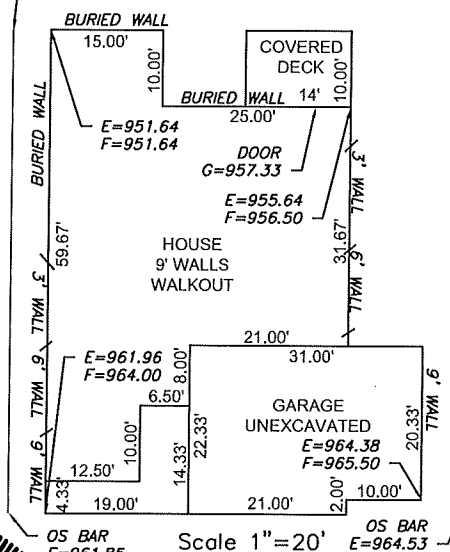 BURIED WALL
15.00'
COVERED
DECK
10.00'
10.00'
BURIED WALL
14'
25.00'
BURIED WALL
E=951.64
F=951.64
DOOR
G=957.33
E=955.64
F=956.50
3' WALL
59.67'
HOUSE
9' WALLS
WALKOUT
31.67'
6' WALL
3' WALL
21.00'
31.00'
E=961.96
F=964.00
8.00'
6' WALL
6.50'
22.33'
GARAGE
UNEXCAVATED
9' WALL
20.33'
E=964.38
F=965.50
10.00'
14.33'
9' WALL
12.50'
4.33'
19.00'
21.00'
2.00'
10.00'
OS BAR
E=961.85
Scale 1"=20'
OS BAR
E=964.53